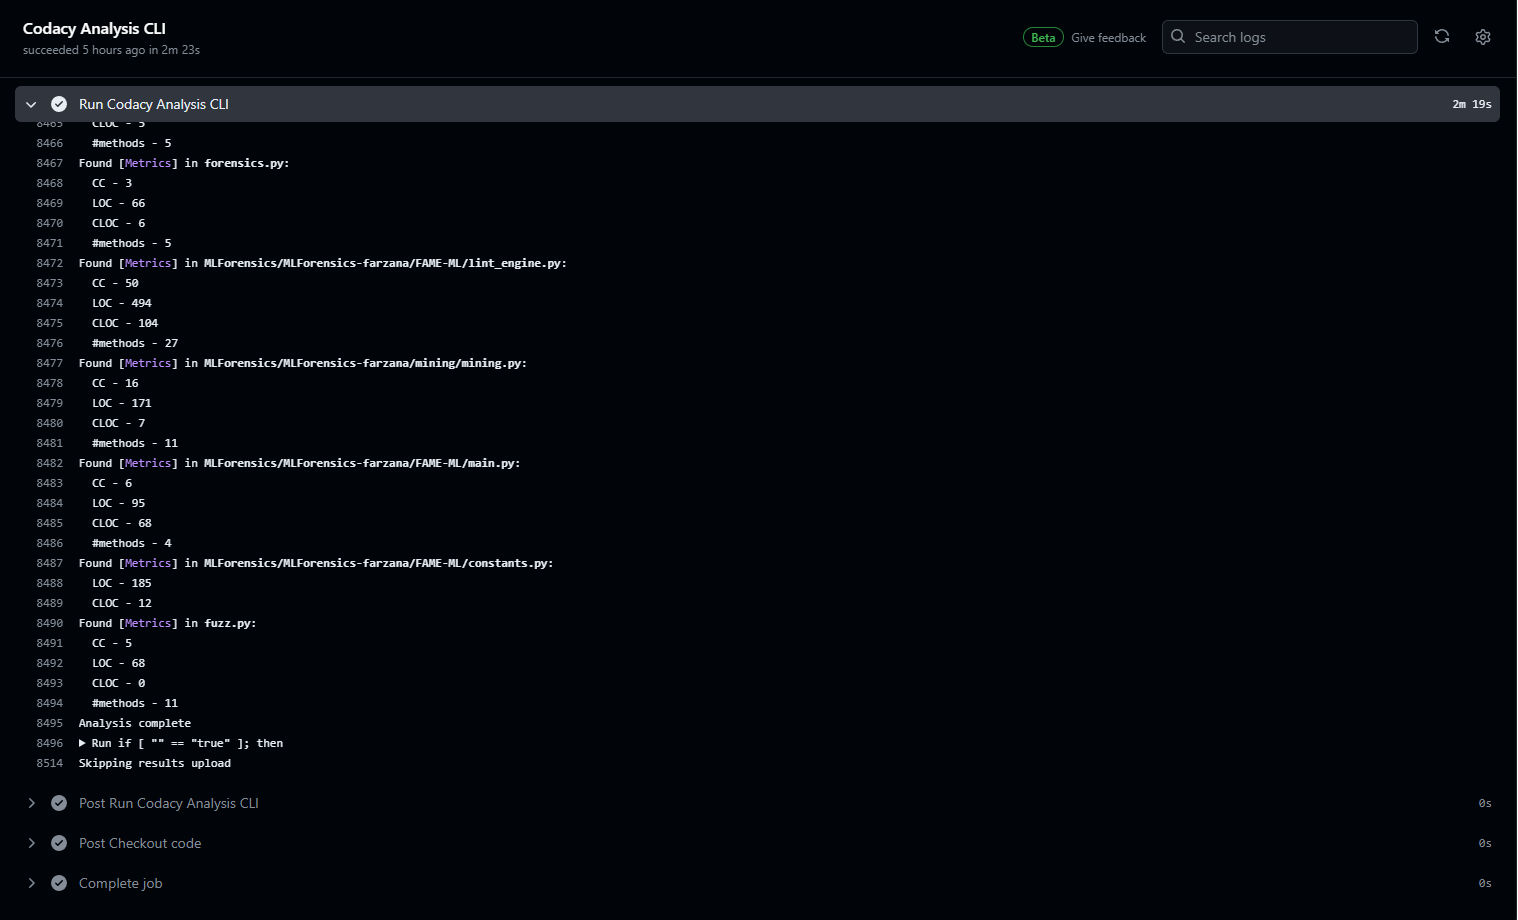 Codacy Analysis CLI
succeeded 5 hours ago in 2m 23s
Beta Give feedback
Search logs
Run Codacy Analysis CLI 2m 19s
8465 CLOC - 5
8466 #methods - 5
8467 Found [Metrics] in forensics.py:
8468 CC - 3
8469 LOC - 66
8470 CLOC - 6
8471 #methods - 5
8472 Found [Metrics] in MLForensics/MLForensics-farzana/FAME-ML/lint_engine.py:
8473 CC - 50
8474 LOC - 494
8475 CLOC - 104
8476 #methods - 27
8477 Found [Metrics] in MLForensics/MLForensics-farzana/mining/mining.py:
8478 CC - 16
8479 LOC - 171
8480 CLOC - 7
8481 #methods - 11
8482 Found [Metrics] in MLForensics/MLForensics-farzana/FAME-ML/main.py:
8483 CC - 6
8484 LOC - 95
8485 CLOC - 68
8486 #methods - 4
8487 Found [Metrics] in MLForensics/MLForensics-farzana/FAME-ML/constants.py:
8488 LOC - 185
8489 CLOC - 12
8490 Found [Metrics] in fuzz.py:
8491 CC - 5
8492 LOC - 68
8493 CLOC - 0
8494 #methods - 11
8495 Analysis complete
8496 ▶ Run if [ "" == "true" ]; then
8514 Skipping results upload
Post Run Codacy Analysis CLI 0s
Post Checkout code 0s
Complete job 0s